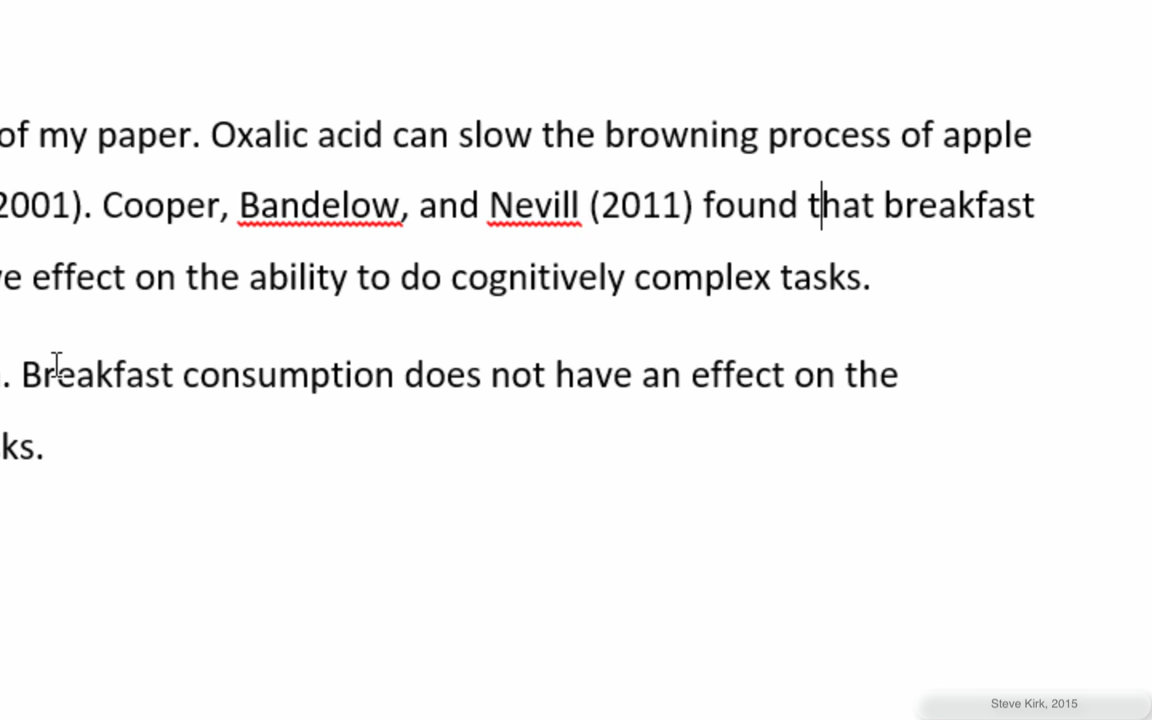 of my paper. Oxalic acid can slow the browning process of apple
2001). Cooper, Bandelow, and Nevill (2011) found that breakfast
e effect on the ability to do cognitively complex tasks.
. Breakfast consumption does not have an effect on the
ks.
Steve Kirk, 2015